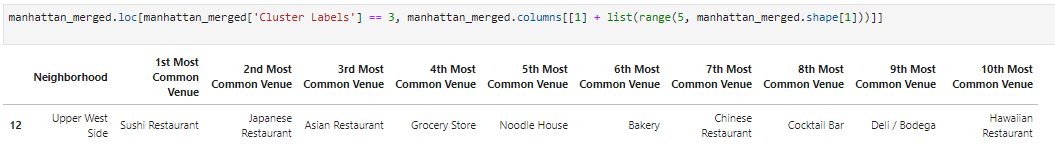 manhattan_merged.loc[manhattan_merged['Cluster Labels'] == 3, manhattan_merged.columns[[1] + list(range(5, manhattan_merged.shape[1]))]]
Neighborhood 1st Most Common Venue 2nd Most Common Venue 3rd Most Common Venue 4th Most Common Venue 5th Most Common Venue 6th Most Common Venue 7th Most Common Venue 8th Most Common Venue 9th Most Common Venue 10th Most Common Venue
12 Upper West Side Sushi Restaurant Japanese Restaurant Asian Restaurant Grocery Store Noodle House Bakery Chinese Restaurant Cocktail Bar Deli / Bodega Hawaiian Restaurant